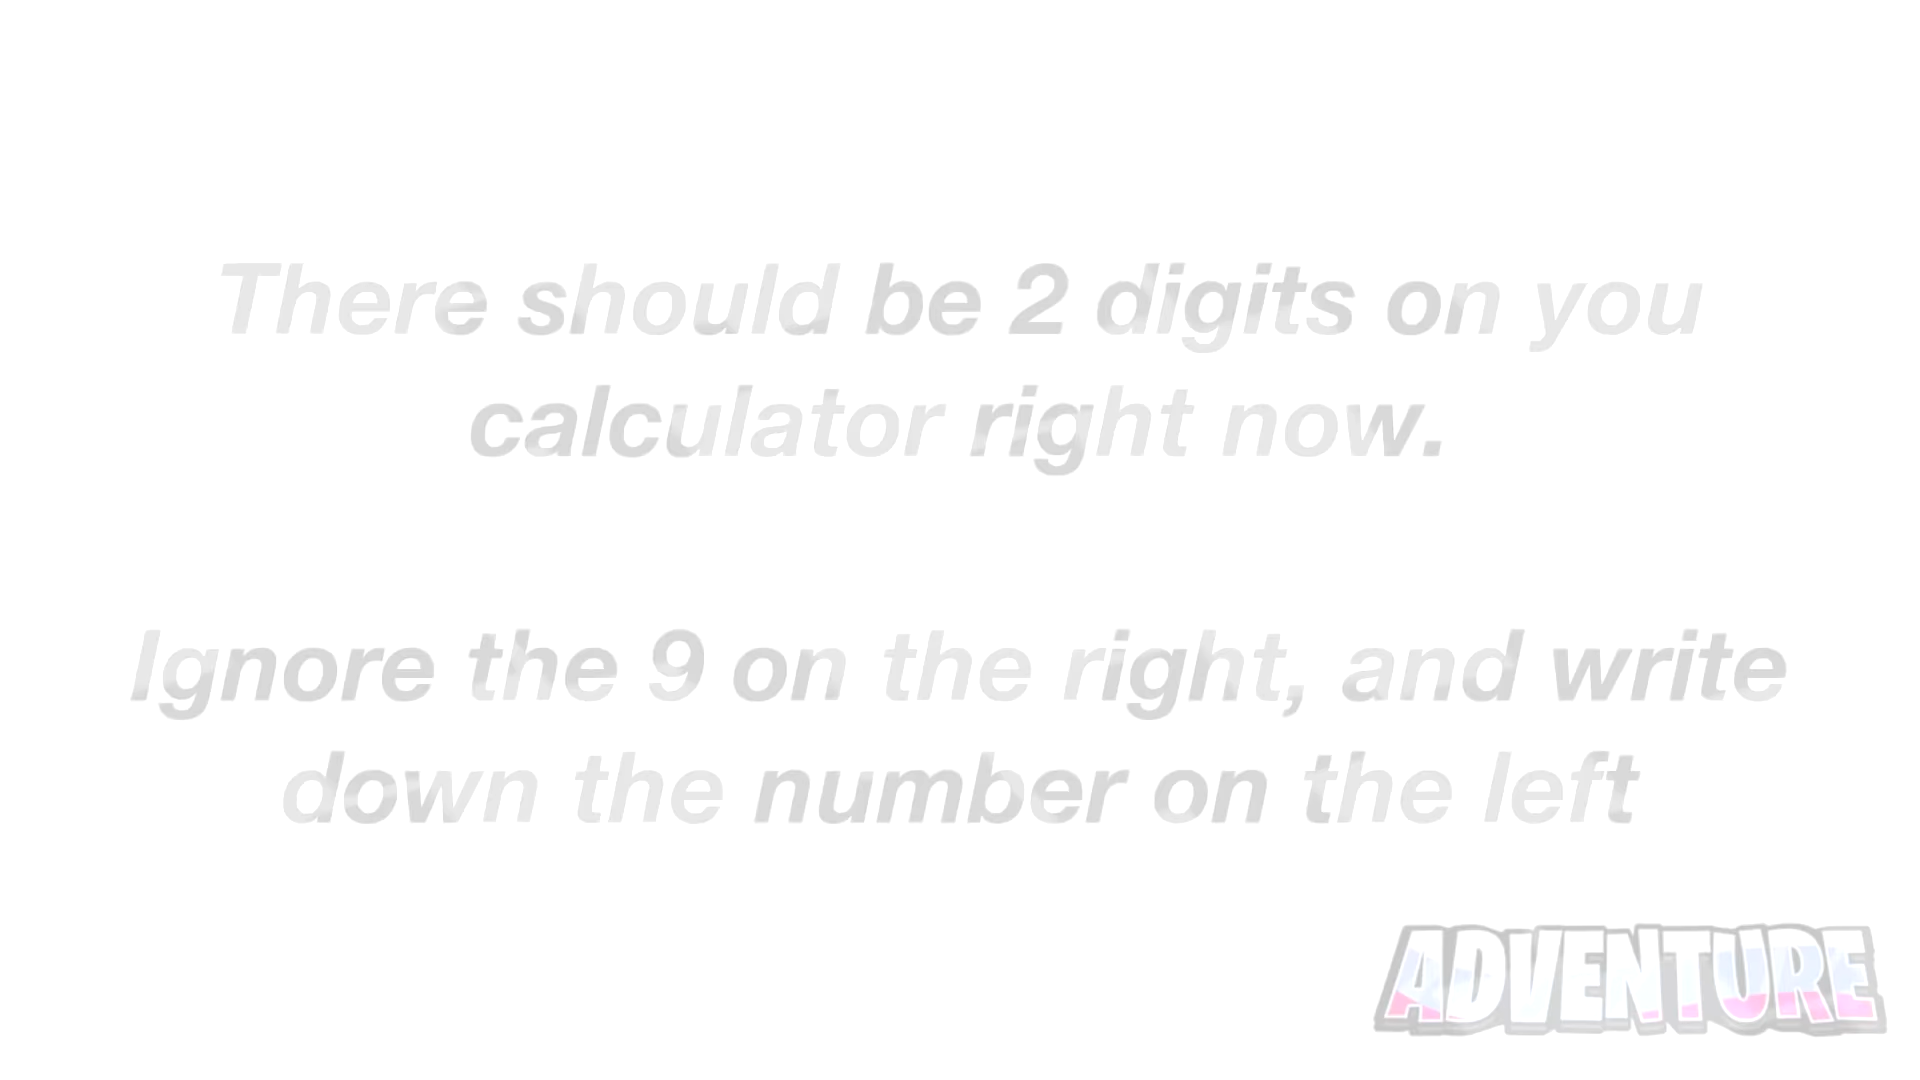 There should be 2 digits on you
calculator right now.
Ignore the 9 on the right, and write
down the number on the left
ADVENTURE